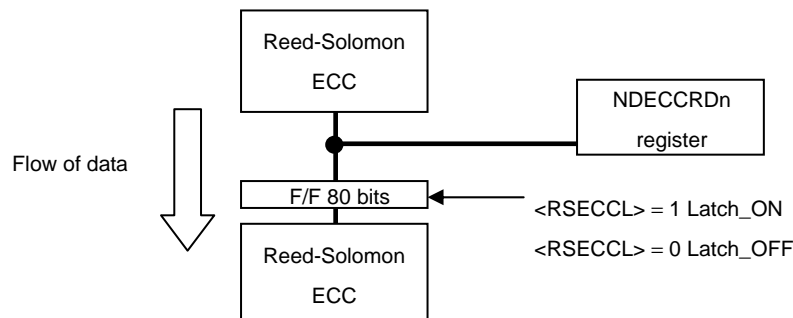 Reed-Solomon
ECC
NDECCRDn
register
Flow of data
F/F 80 bits
<RSECCL> = 1 Latch_ON
<RSECCL> = 0 Latch_OFF
Reed-Solomon
ECC